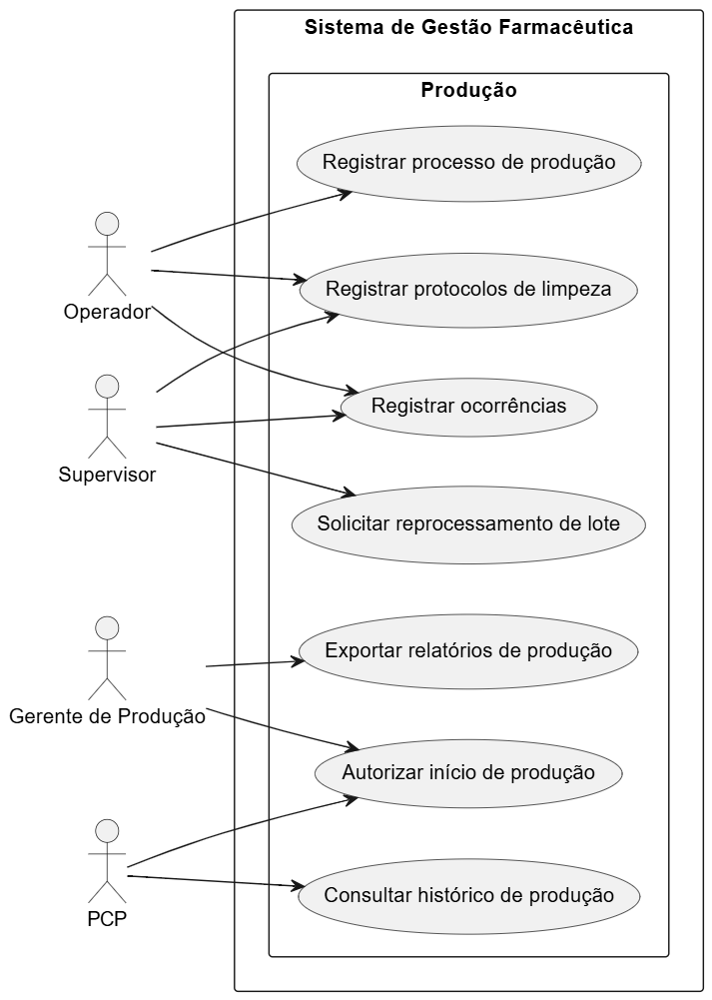 Sistema de Gestão Farmacêutica
Produção
Registrar processo de produção
Registrar protocolos de limpeza
Operador
Registrar ocorrências
Supervisor
Solicitar reprocessamento de lote
Exportar relatórios de produção
Gerente de Produção
Autorizar início de produção
Consultar histórico de produção
PCP